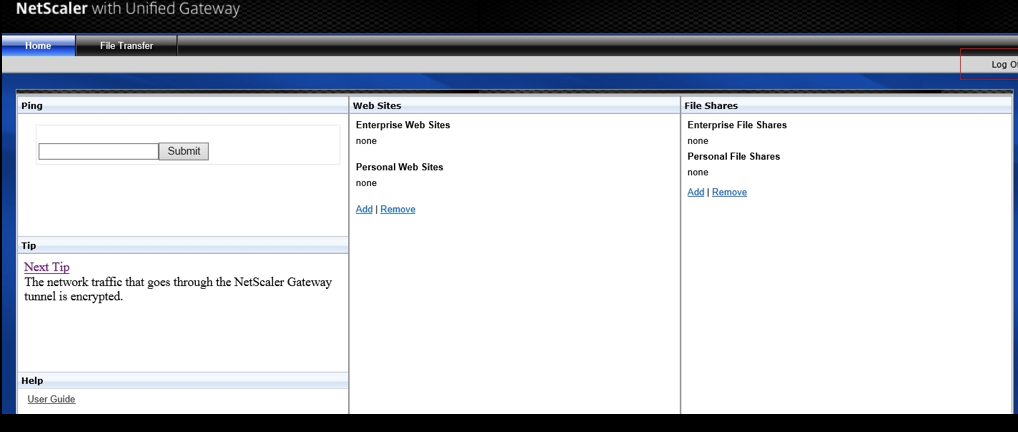 NetScaler with Unified Gateway
Home File Transfer
Log O
Ping
Submit
Tip
Next Tip
The network traffic that goes through the NetScaler Gateway
tunnel is encrypted.
Help
User Guide
Web Sites
Enterprise Web Sites
none
Personal Web Sites
none
Add | Remove
File Shares
Enterprise File Shares
none
Personal File Shares
none
Add | Remove